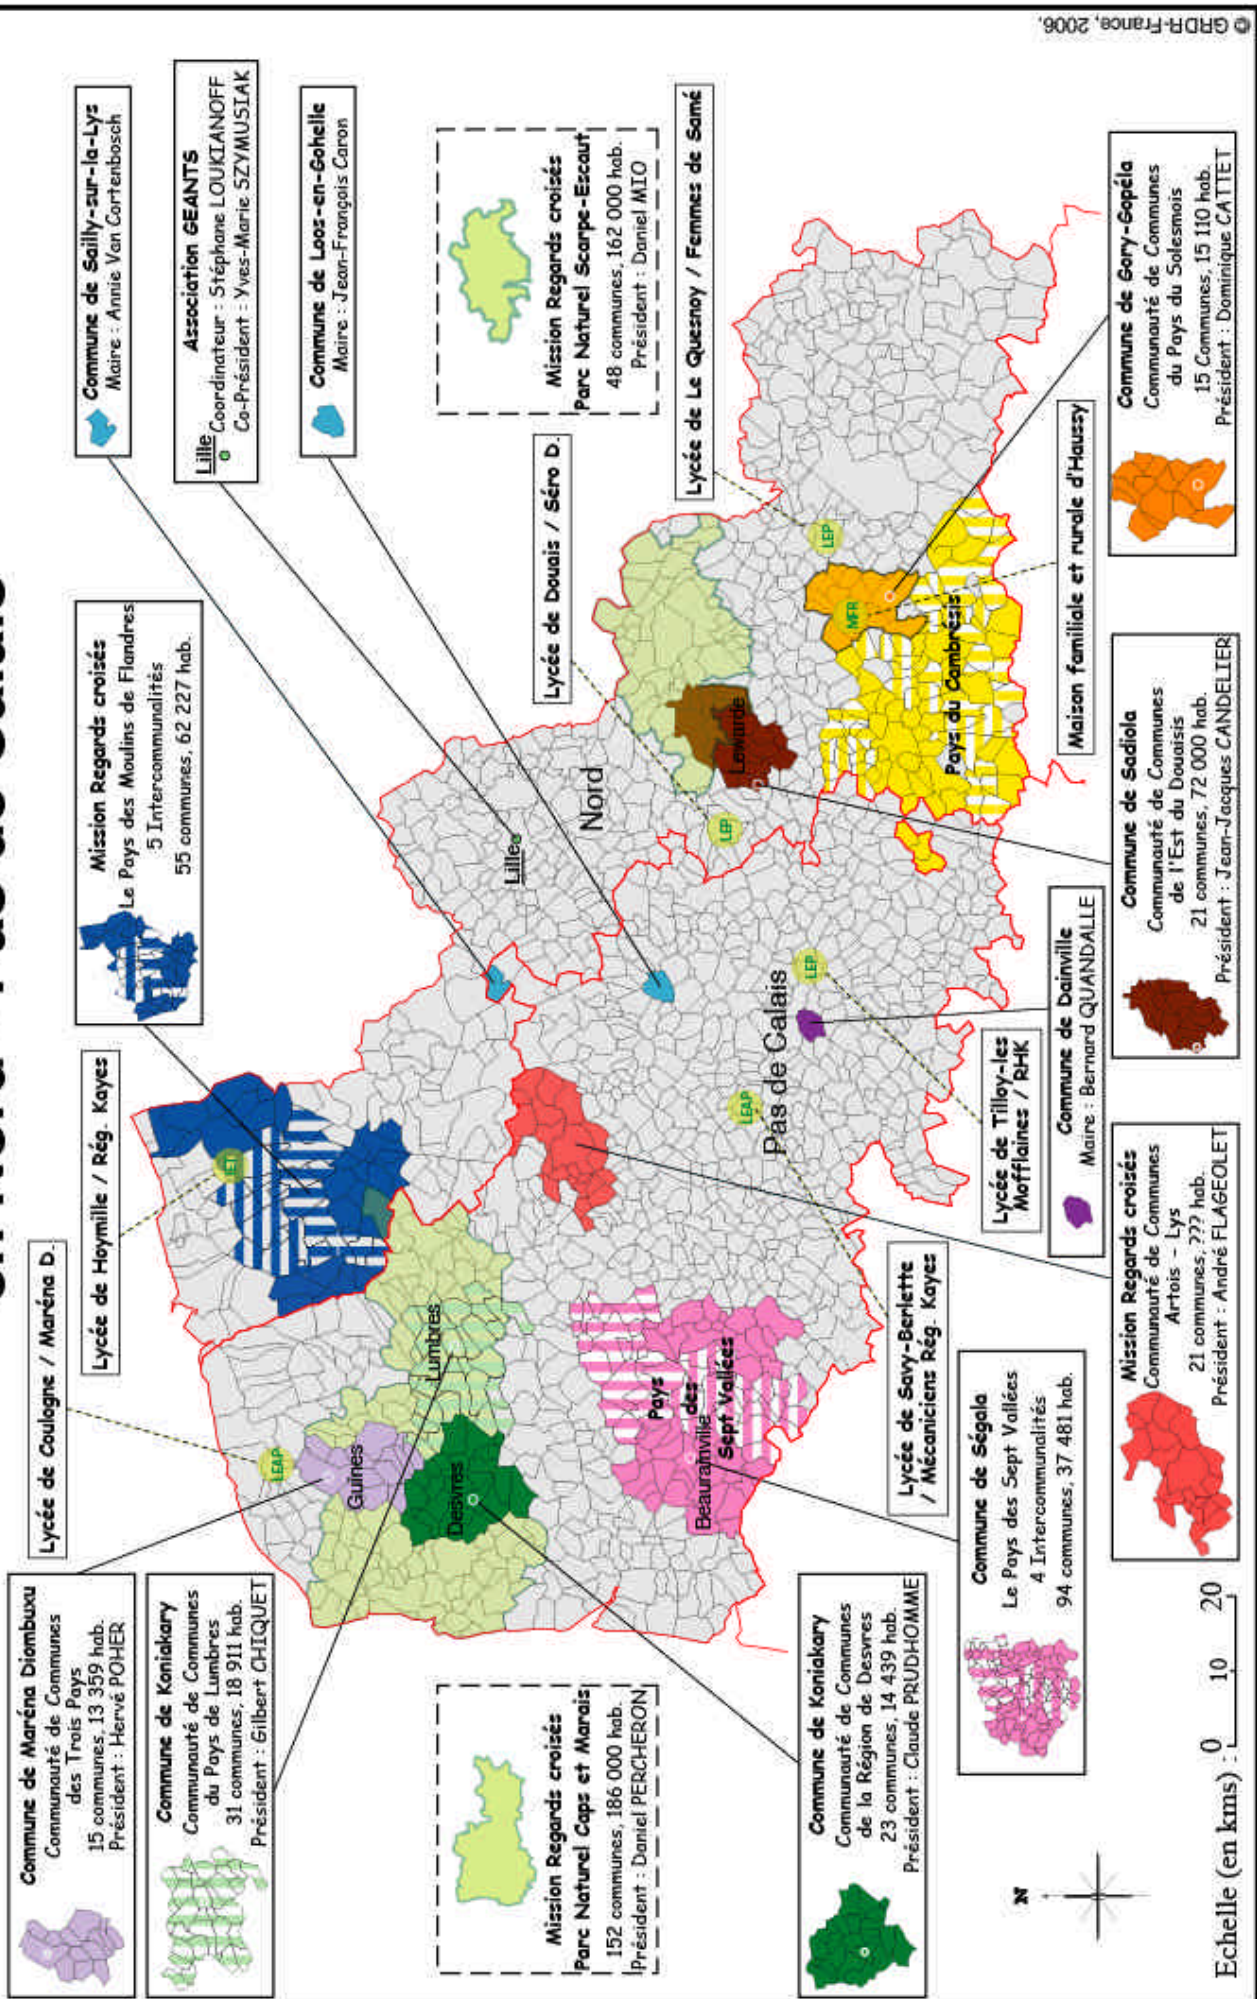 Commune de Maréna Diombuxu
Communauté de Communes
des Trois Pays
15 communes, 13 359 hab.
Président : Hervé POHER
Commune de Koniakary
Communauté de Communes
du Pays de Lumbres
31 communes, 18 911 hab.
Président : Gilbert CHIQUET
Lycée de Coulogne / Maréna D.
Lycée de Hoymille / Rég. Kayes
Mission Regards croisés
Le Pays des Moulins de Flandres
5 Intercommunalités
55 communes, 62 227 hab.
Commune de Sailly-sur-la-Lys
Maire : Annie Van Cortenbosch
Association GEANTS
Lille
Coordinateur : Stéphane LOUKIANOFF
Co-Président : Yves-Marie SZYMUSIAK
Commune de Loos-en-Gohelle
Maire : Jean-François Caron
Mission Regards croisés
Parc Naturel Scarpe-Escaut
48 communes, 162 000 hab.
Président : Daniel MIO
Lycée de Douais / Séro D.
Lycée de Le Quesnoy / Femmes de Samé
LEAP
Guines
Lumbres
Desvres
Lille
Nord
LEP
Lewarde
LEP
MFR
Pays du Cambrésis
Pays
des
Sept Vallées
Beaurainville
LEAP
Pas de Calais
LEP
Mission Regards croisés
Parc Naturel Caps et Marais
152 communes, 186 000 hab.
Président : Daniel PERCHERON
Commune de Koniakary
Communauté de Communes
de la Région de Desvres
23 communes, 14 439 hab.
Président : Claude PRUDHOMME
Commune de Ségala
Le Pays des Sept Vallées
4 Intercommunalités
94 communes, 37 481 hab.
Lycée de Savy-Berlette
/ Mécaniciens Rég. Kayes
Lycée de Tilloy-les
Mofflaines / RHK
Commune de Dainville
Maire : Bernard QUANDALLE
Maison familiale et rurale d'Haussy
Mission Regards croisés
Communauté de Communes
Artois - Lys
21 communes, ??? hab.
Président : André FLAGEOLET
Commune de Sadiola
Communauté de Communes
de l'Est du Douaisis
21 communes, 72 000 hab.
Président : Jean-Jacques CANDELIER
Commune de Gory-Gopéla
Communauté de Communes
du Pays du Solesmois
15 Communes, 15 110 hab.
Président : Dominique CATTET
N
Echelle (en kms) : 0 10 20
© GRDR-France, 2006.